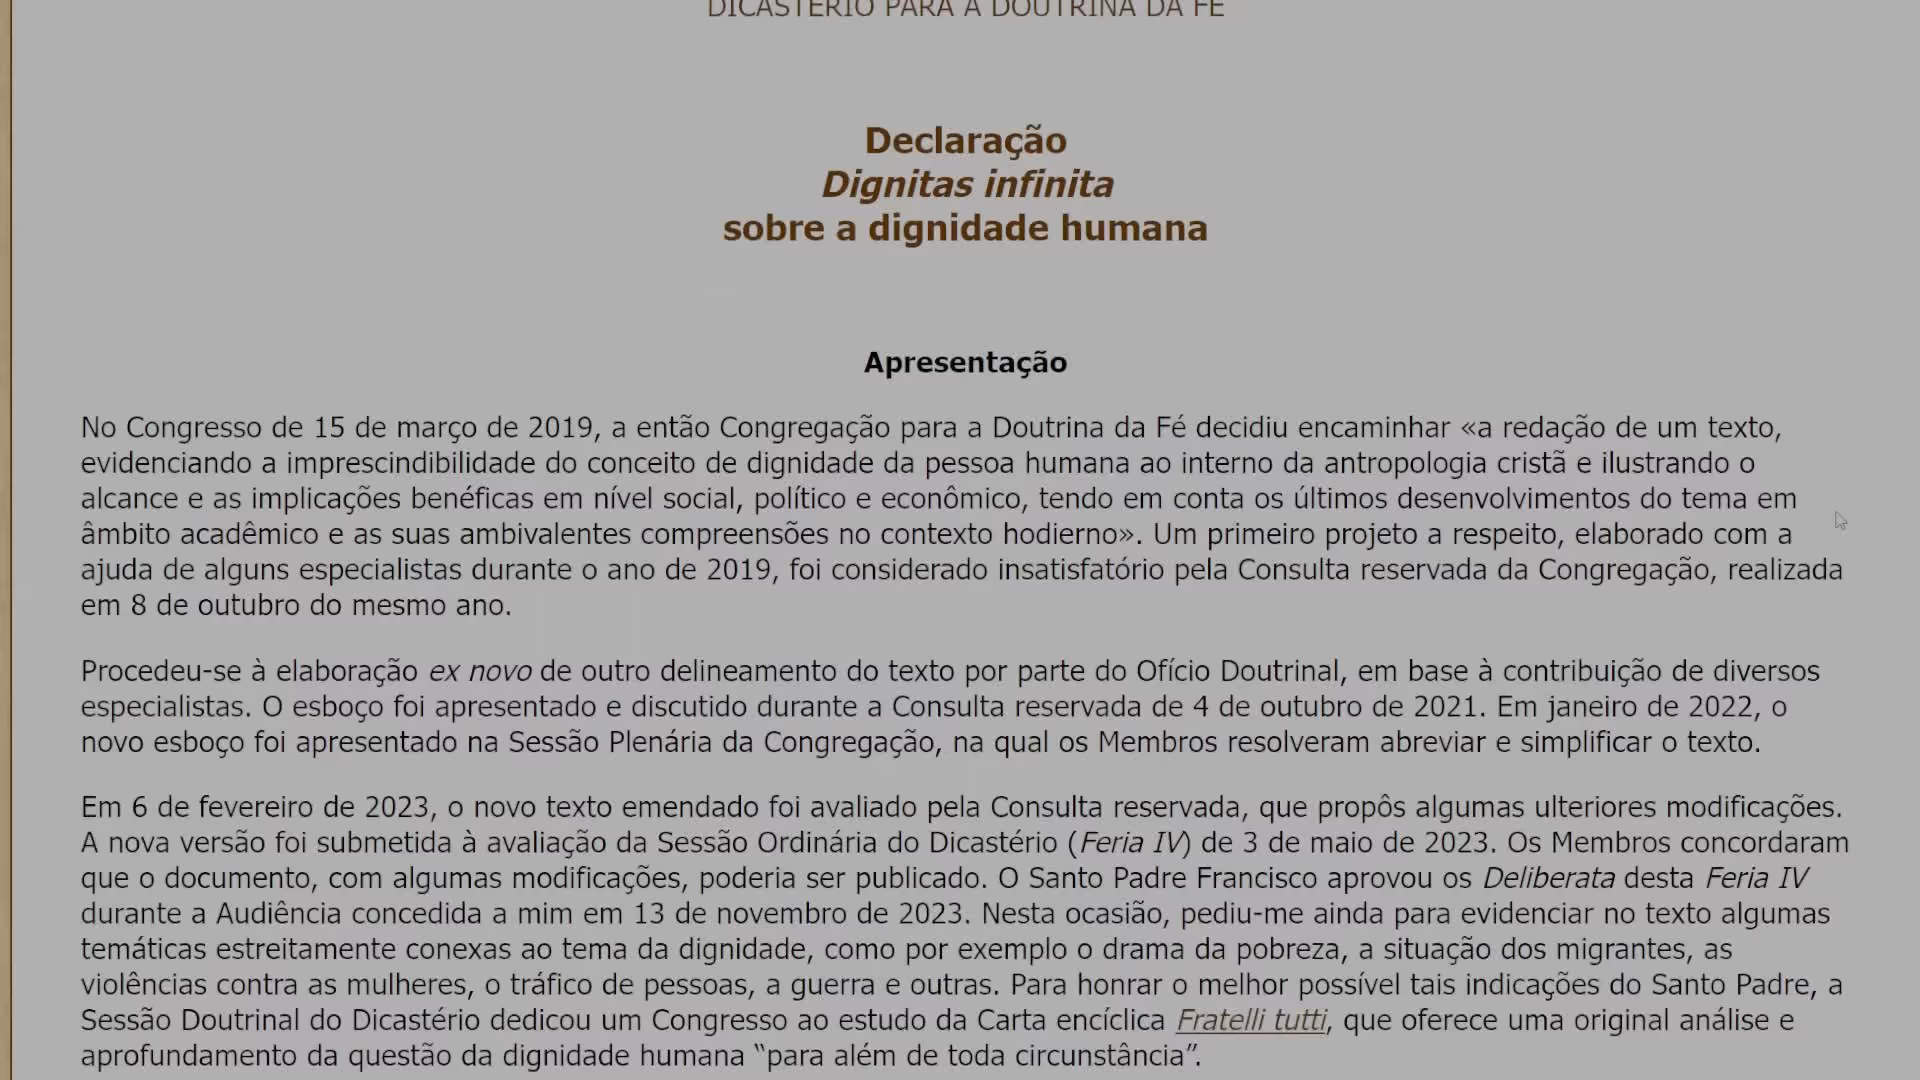 DICASTÉRIO PARA A DOUTRINA DA FÉ
Declaração
Dignitas infinita
sobre a dignidade humana
Apresentação
No Congresso de 15 de março de 2019, a então Congregação para a Doutrina da Fé decidiu encaminhar «a redação de um texto,
evidenciando a imprescindibilidade do conceito de dignidade da pessoa humana ao interno da antropologia cristã e ilustrando o
alcance e as implicações benéficas em nível social, político e econômico, tendo em conta os últimos desenvolvimentos do tema em
âmbito acadêmico e as suas ambivalentes compreensões no contexto hodierno». Um primeiro projeto a respeito, elaborado com a
ajuda de alguns especialistas durante o ano de 2019, foi considerado insatisfatório pela Consulta reservada da Congregação, realizada
em 8 de outubro do mesmo ano.
Procedeu-se à elaboração ex novo de outro delineamento do texto por parte do Ofício Doutrinal, em base à contribuição de diversos
especialistas. O esboço foi apresentado e discutido durante a Consulta reservada de 4 de outubro de 2021. Em janeiro de 2022, o
novo esboço foi apresentado na Sessão Plenária da Congregação, na qual os Membros resolveram abreviar e simplificar o texto.
Em 6 de fevereiro de 2023, o novo texto emendado foi avaliado pela Consulta reservada, que propôs algumas ulteriores modificações.
A nova versão foi submetida à avaliação da Sessão Ordinária do Dicastério (Feria IV) de 3 de maio de 2023. Os Membros concordaram
que o documento, com algumas modificações, poderia ser publicado. O Santo Padre Francisco aprovou os Deliberata desta Feria IV
durante a Audiência concedida a mim em 13 de novembro de 2023. Nesta ocasião, pediu-me ainda para evidenciar no texto algumas
temáticas estreitamente conexas ao tema da dignidade, como por exemplo o drama da pobreza, a situação dos migrantes, as
violências contra as mulheres, o tráfico de pessoas, a guerra e outras. Para honrar o melhor possível tais indicações do Santo Padre, a
Sessão Doutrinal do Dicastério dedicou um Congresso ao estudo da Carta encíclica Fratelli tutti, que oferece uma original análise e
aprofundamento da questão da dignidade humana “para além de toda circunstância”.